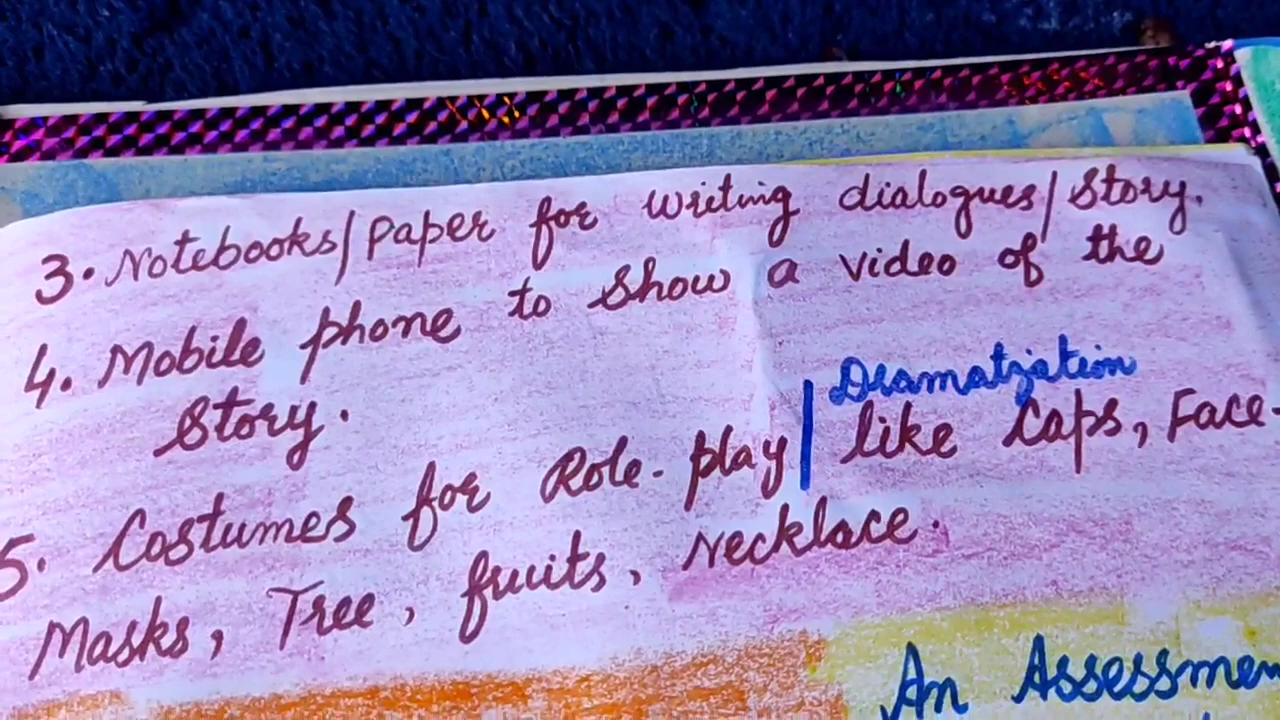 3. Notebooks/Paper for writing dialogues/Story.
4. Mobile phone to Show a video of the
Story.
Dramatization
5. Costumes for Role-play/ like Caps, Face-
Masks, Tree, fruits, Necklace.
An Assessmen